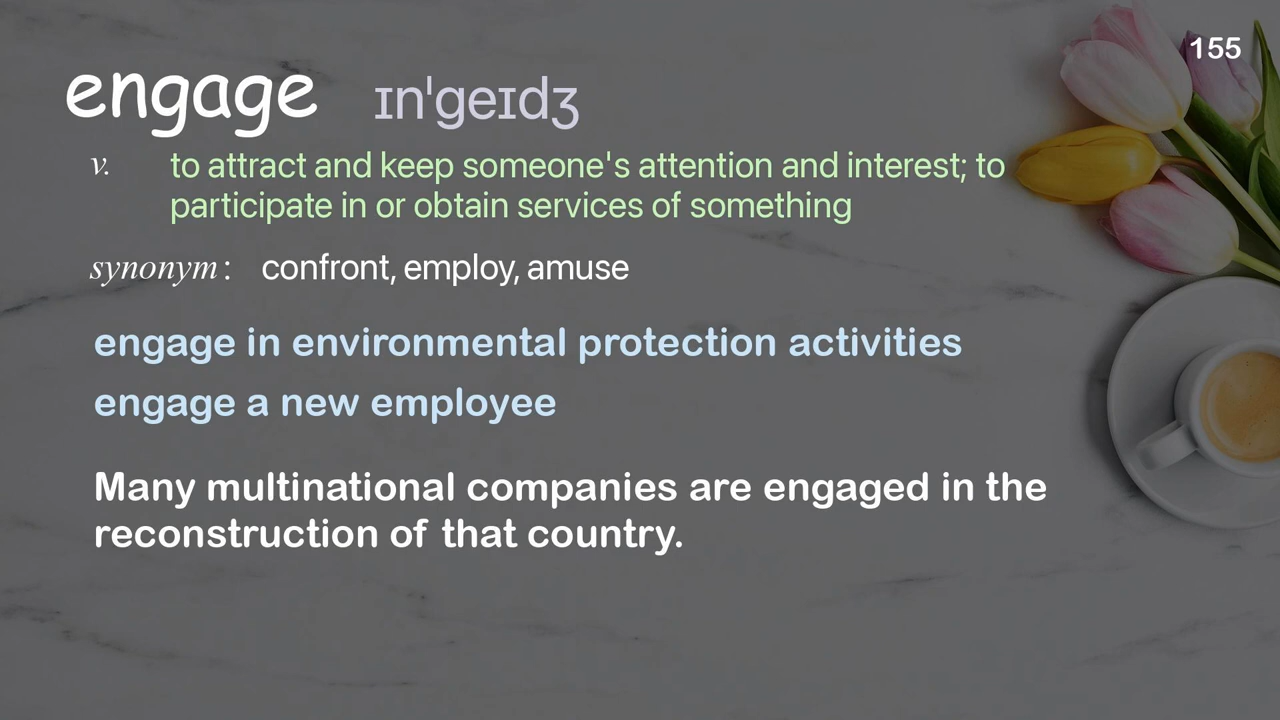 155
engage ɪn'geɪdʒ
v. to attract and keep someone's attention and interest; to
participate in or obtain services of something
synonym: confront, employ, amuse
engage in environmental protection activities
engage a new employee
Many multinational companies are engaged in the
reconstruction of that country.